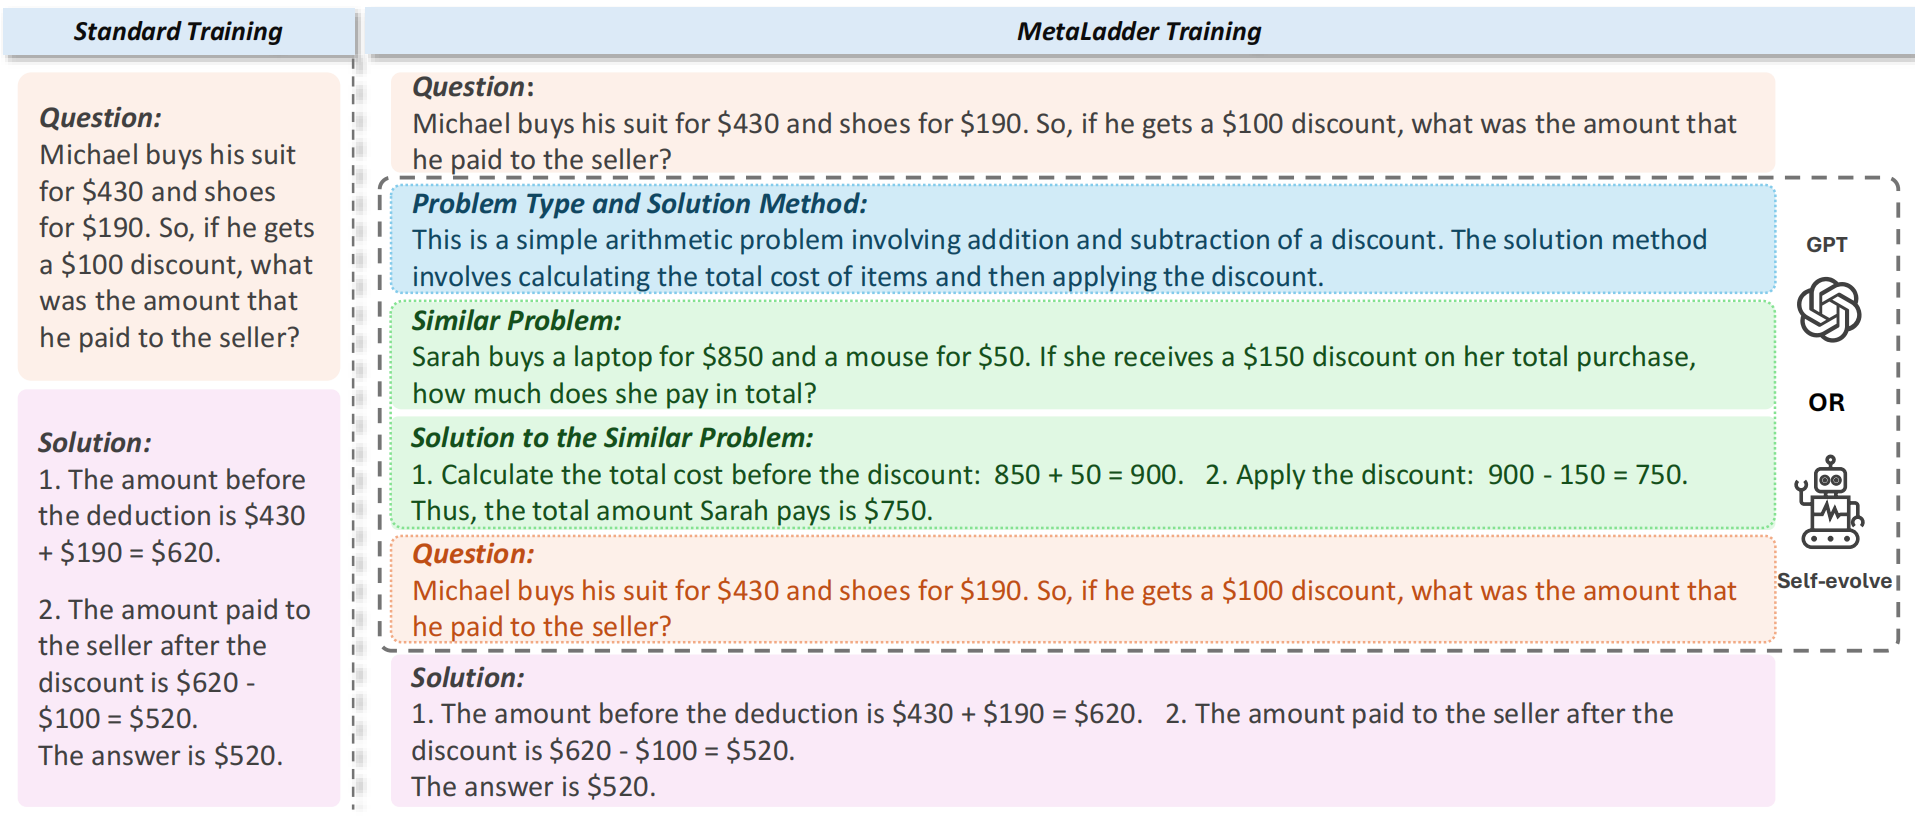 Standard Training
Question:
Michael buys his suit
for $430 and shoes
for $190. So, if he gets
a $100 discount, what
was the amount that
he paid to the seller?
Solution:
1. The amount before
the deduction is $430
+ $190 = $620.
2. The amount paid to
the seller after the
discount is $620 -
$100 = $520.
The answer is $520.
MetaLadder Training
Question:
Michael buys his suit for $430 and shoes for $190. So, if he gets a $100 discount, what was the amount that
he paid to the seller?
Problem Type and Solution Method:
This is a simple arithmetic problem involving addition and subtraction of a discount. The solution method
involves calculating the total cost of items and then applying the discount.
Similar Problem:
Sarah buys a laptop for $850 and a mouse for $50. If she receives a $150 discount on her total purchase,
how much does she pay in total?
Solution to the Similar Problem:
1. Calculate the total cost before the discount: 850 + 50 = 900. 2. Apply the discount: 900 - 150 = 750.
Thus, the total amount Sarah pays is $750.
Question:
Michael buys his suit for $430 and shoes for $190. So, if he gets a $100 discount, what was the amount that
he paid to the seller?
GPT
OR
Self-evolve
Solution:
1. The amount before the deduction is $430 + $190 = $620. 2. The amount paid to the seller after the
discount is $620 - $100 = $520.
The answer is $520.